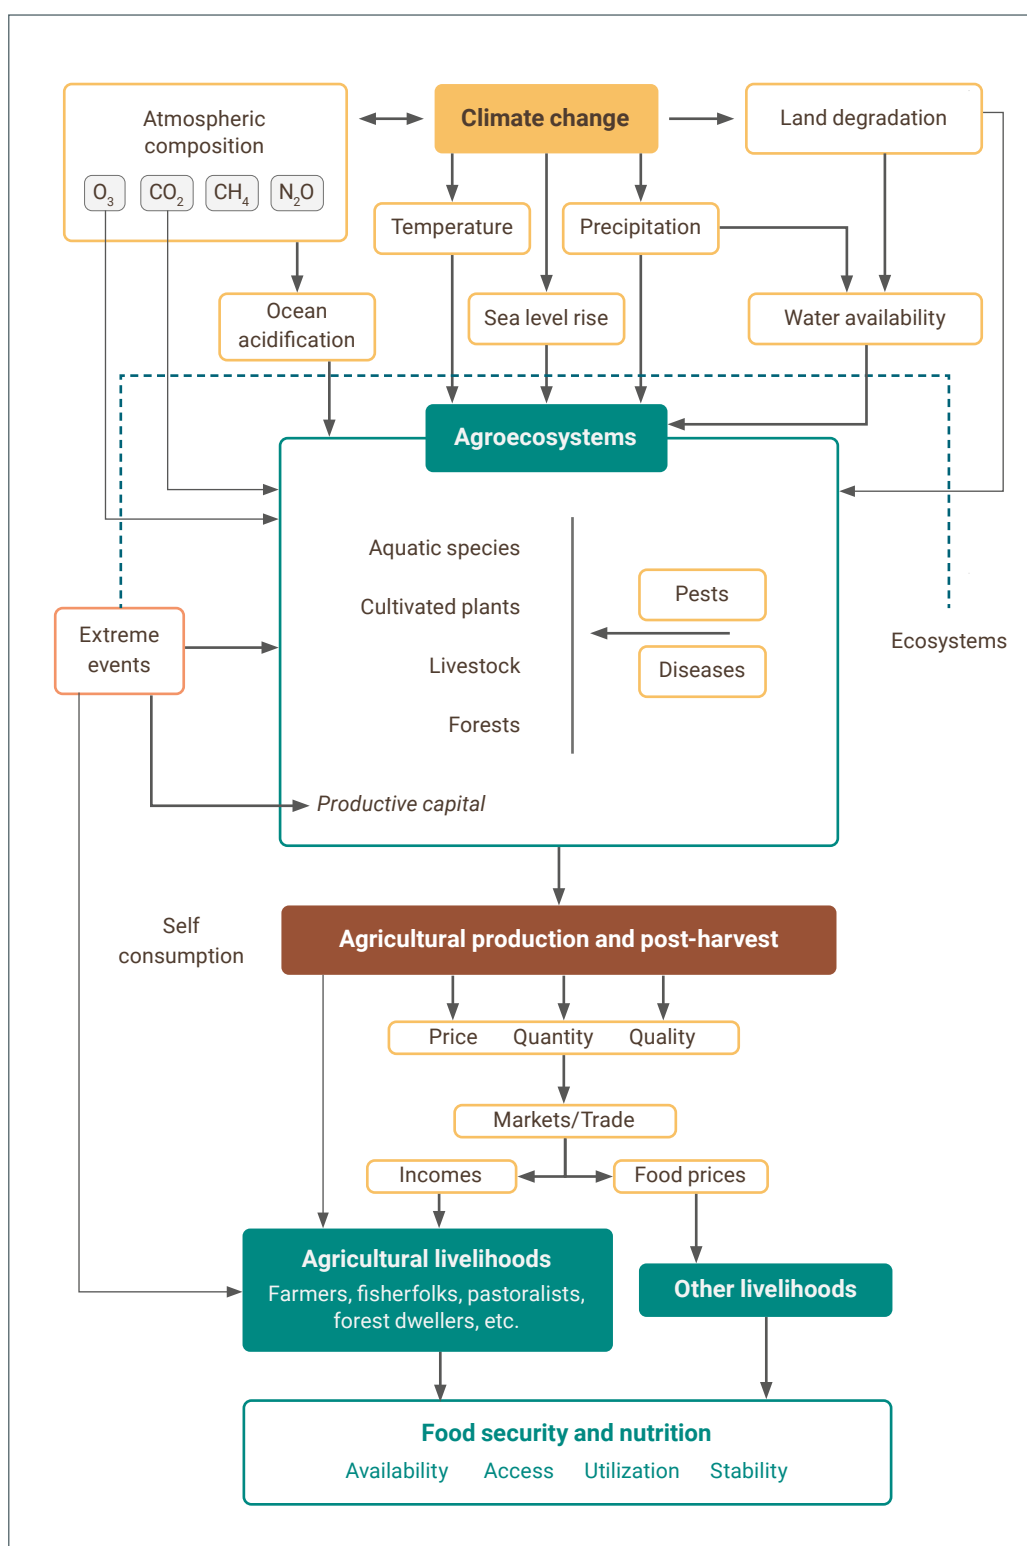 Atmospheric
composition
O₃
CO₂
CH₄
N₂O
Climate change
Land degradation
Temperature
Precipitation
Ocean
acidification
Sea level rise
Water availability
Agroecosystems
Aquatic species
Cultivated plants
Livestock
Forests
Pests
Diseases
Productive capital
Extreme
events
Ecosystems
Self
consumption
Agricultural production and post-harvest
Price Quantity Quality
Markets/Trade
Incomes
Food prices
Agricultural livelihoods
Farmers, fisherfolks, pastoralists,
forest dwellers, etc.
Other livelihoods
Food security and nutrition
Availability Access Utilization Stability